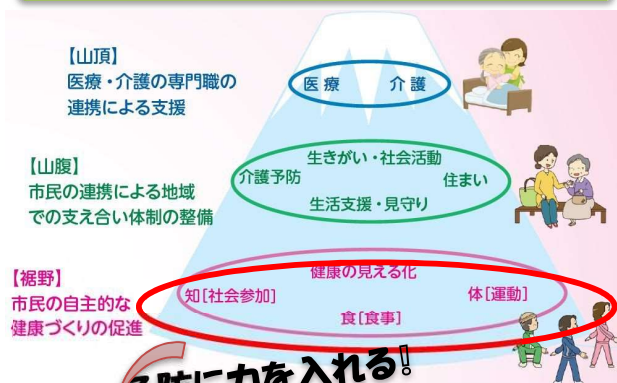 【山頂】
医療・介護の専門職の
連携による支援
医療 介護
【山腹】
市民の連携による地域
での支え合い体制の整備
生きがい・社会活動
介護予防
住まい
生活支援・見守り
【裾野】
市民の自主的な
健康づくりの促進
健康の見える化
知[社会参加]
体[運動]
食[食事]
予防に力を入れる!